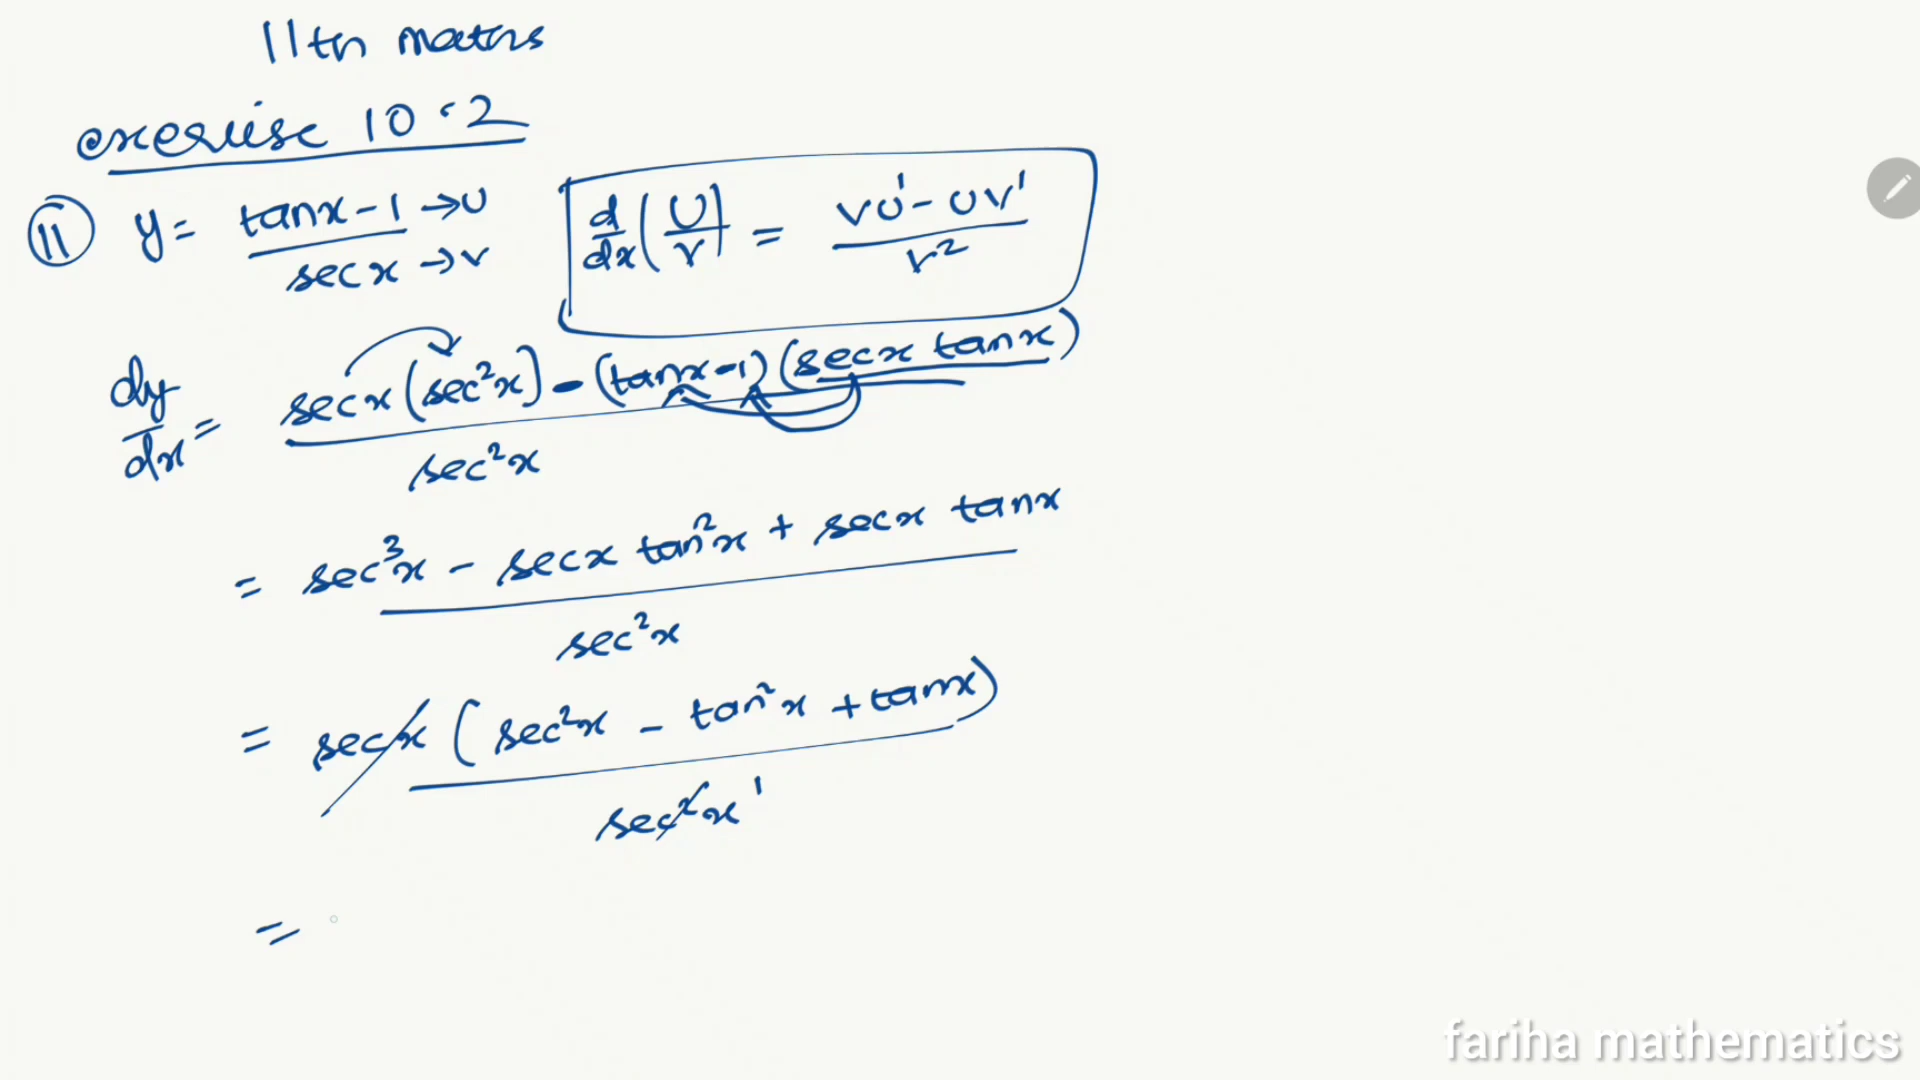 11th maths
exercise 10.2
⑪ y = (tanx - 1 → U) / (secx → v)
d/dx (U/v) = (vu' - uv') / v²
dy/dx = (secx (sec²x) - (tanx - 1) (secx tanx)) / sec²x
= (sec³x - secx tan²x + secx tanx) / sec²x
= secx (sec²x - tan²x + tanx) / sec²x 1
=
fariha mathematics